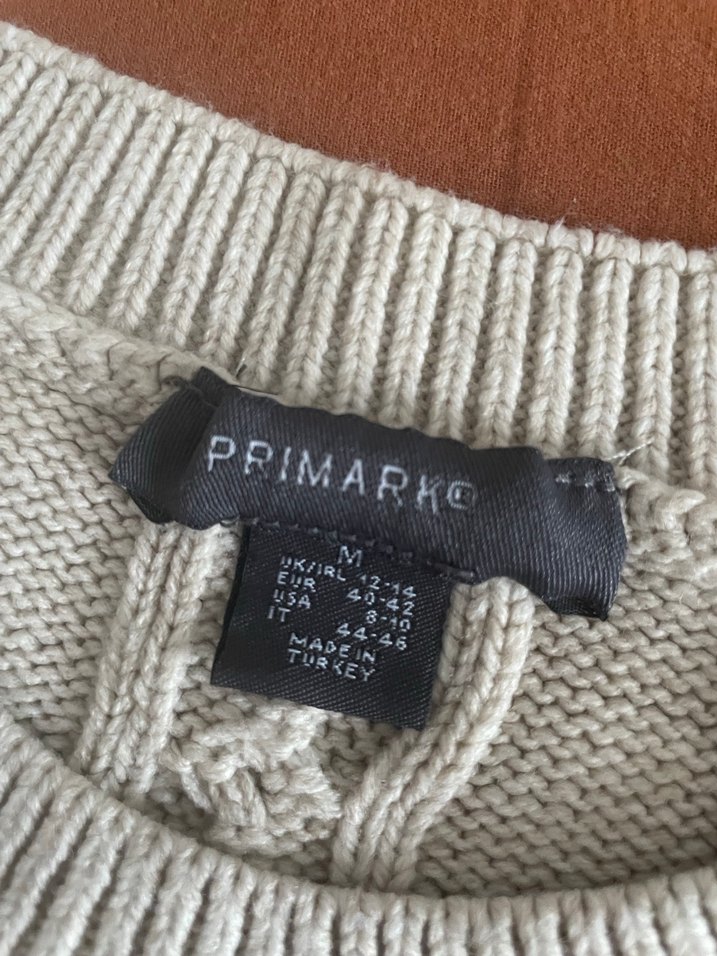 PRIMARK®
M
UK/IRL 12-14
EUR 40-42
USA 8-10
IT 44-46
MADE IN
TURKEY